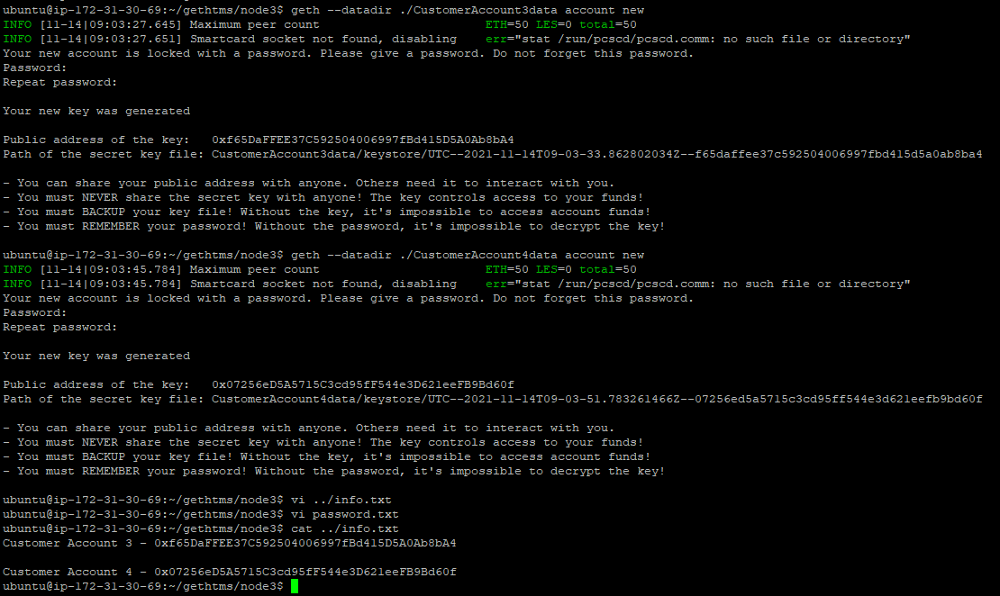 ubuntu@ip-172-31-30-69:~/gethtms/node3$ geth --datadir ./CustomerAccount3data account new
INFO [11-14|09:03:27.645] Maximum peer count                       ETH=50 LES=0 total=50
INFO [11-14|09:03:27.651] Smartcard socket not found, disabling    err="stat /run/pcscd/pcscd.comm: no such file or directory"
Your new account is locked with a password. Please give a password. Do not forget this password.
Password:
Repeat password:

Your new key was generated

Public address of the key:   0xf65DaFFEE37C592504006997fBd415D5A0Ab8bA4
Path of the secret key file: CustomerAccount3data/keystore/UTC--2021-11-14T09-03-33.862802034Z--f65daffee37c592504006997fbd415d5a0ab8ba4

- You can share your public address with anyone. Others need it to interact with you.
- You must NEVER share the secret key with anyone! The key controls access to your funds!
- You must BACKUP your key file! Without the key, it's impossible to access account funds!
- You must REMEMBER your password! Without the password, it's impossible to decrypt the key!

ubuntu@ip-172-31-30-69:~/gethtms/node3$ geth --datadir ./CustomerAccount4data account new
INFO [11-14|09:03:45.784] Maximum peer count                       ETH=50 LES=0 total=50
INFO [11-14|09:03:45.784] Smartcard socket not found, disabling    err="stat /run/pcscd/pcscd.comm: no such file or directory"
Your new account is locked with a password. Please give a password. Do not forget this password.
Password:
Repeat password:

Your new key was generated

Public address of the key:   0x07256eD5A5715C3cd95fF544e3D621eeFB9Bd60f
Path of the secret key file: CustomerAccount4data/keystore/UTC--2021-11-14T09-03-51.783261466Z--07256ed5a5715c3cd95ff544e3d621eefb9bd60f

- You can share your public address with anyone. Others need it to interact with you.
- You must NEVER share the secret key with anyone! The key controls access to your funds!
- You must BACKUP your key file! Without the key, it's impossible to access account funds!
- You must REMEMBER your password! Without the password, it's impossible to decrypt the key!

ubuntu@ip-172-31-30-69:~/gethtms/node3$ vi ../info.txt
ubuntu@ip-172-31-30-69:~/gethtms/node3$ vi password.txt
ubuntu@ip-172-31-30-69:~/gethtms/node3$ cat ../info.txt
Customer Account 3 - 0xf65DaFFEE37C592504006997fBd415D5A0Ab8bA4

Customer Account 4 - 0x07256eD5A5715C3cd95fF544e3D621eeFB9Bd60f
ubuntu@ip-172-31-30-69:~/gethtms/node3$